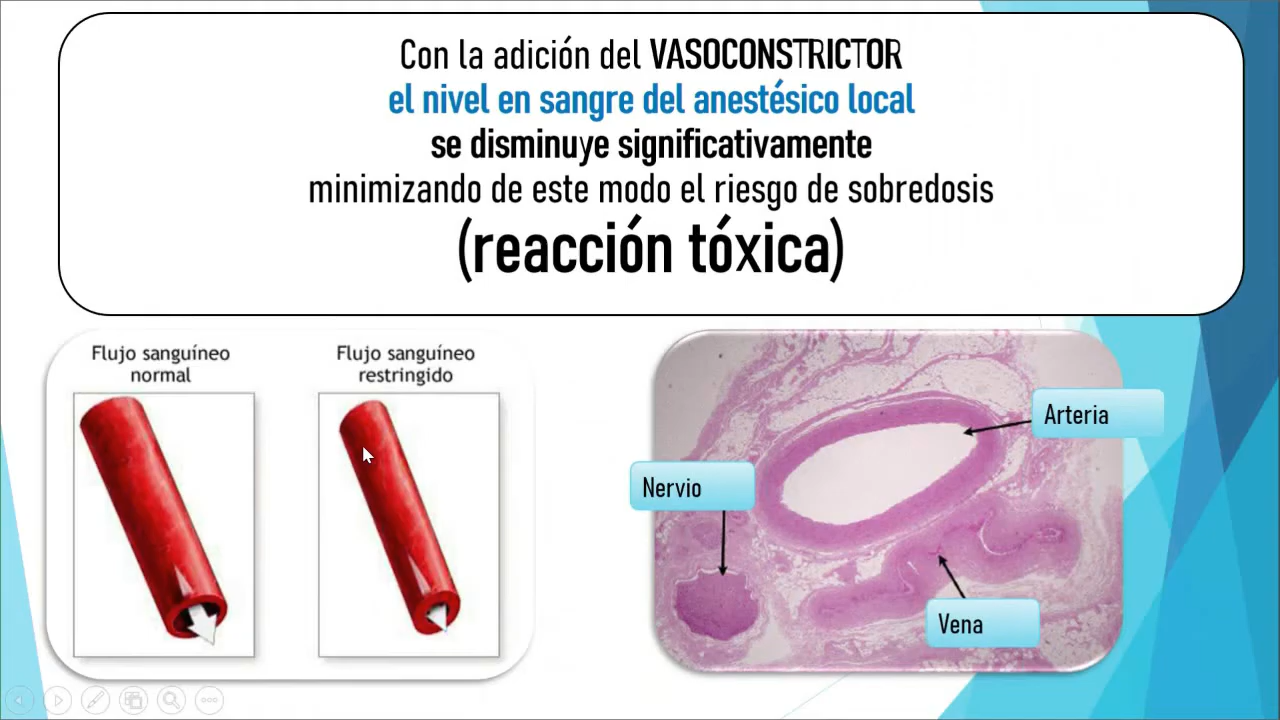 Con la adición del VASOCONSTRICTOR
el nivel en sangre del anestésico local
se disminuye significativamente
minimizando de este modo el riesgo de sobredosis
(reacción tóxica)
Flujo sanguíneo
normal
Flujo sanguíneo
restringido
Arteria
Nervio
Vena